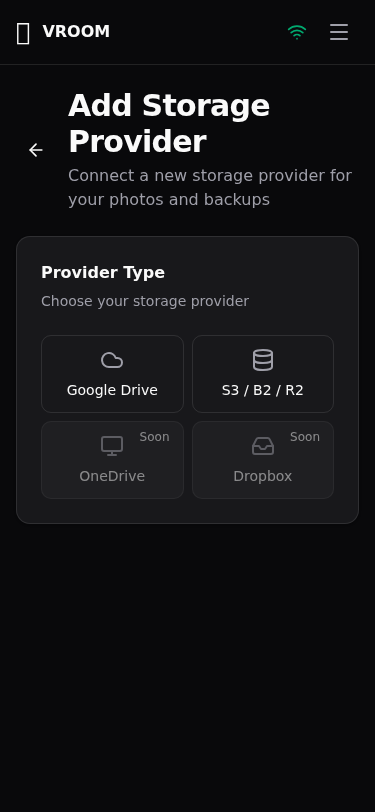 VROOM
Add Storage
Provider
Connect a new storage provider for
your photos and backups
Provider Type
Choose your storage provider
Google Drive
S3 / B2 / R2
Soon
OneDrive
Soon
Dropbox